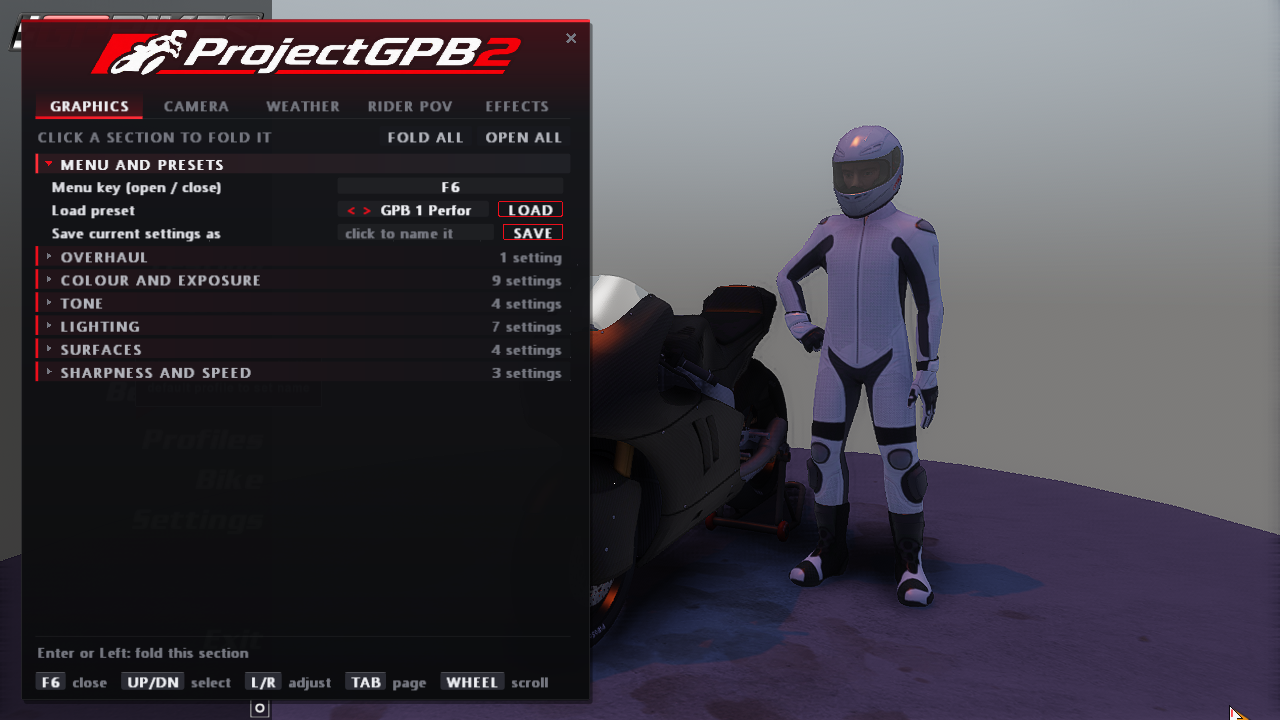 ProjectGPB2
GRAPHICS CAMERA WEATHER RIDER POV EFFECTS
CLICK A SECTION TO FOLD IT FOLD ALL OPEN ALL
MENU AND PRESETS
Menu key (open / close) F6
Load preset < > GPB 1 Perfor LOAD
Save current settings as click to name it SAVE
OVERHAUL 1 setting
COLOUR AND EXPOSURE 9 settings
TONE 4 settings
LIGHTING 7 settings
SURFACES 4 settings
SHARPNESS AND SPEED 3 settings
Profiles
Bike
Settings
Exit
Enter or Left: fold this section
F6 close UP/DN select L/R adjust TAB page WHEEL scroll